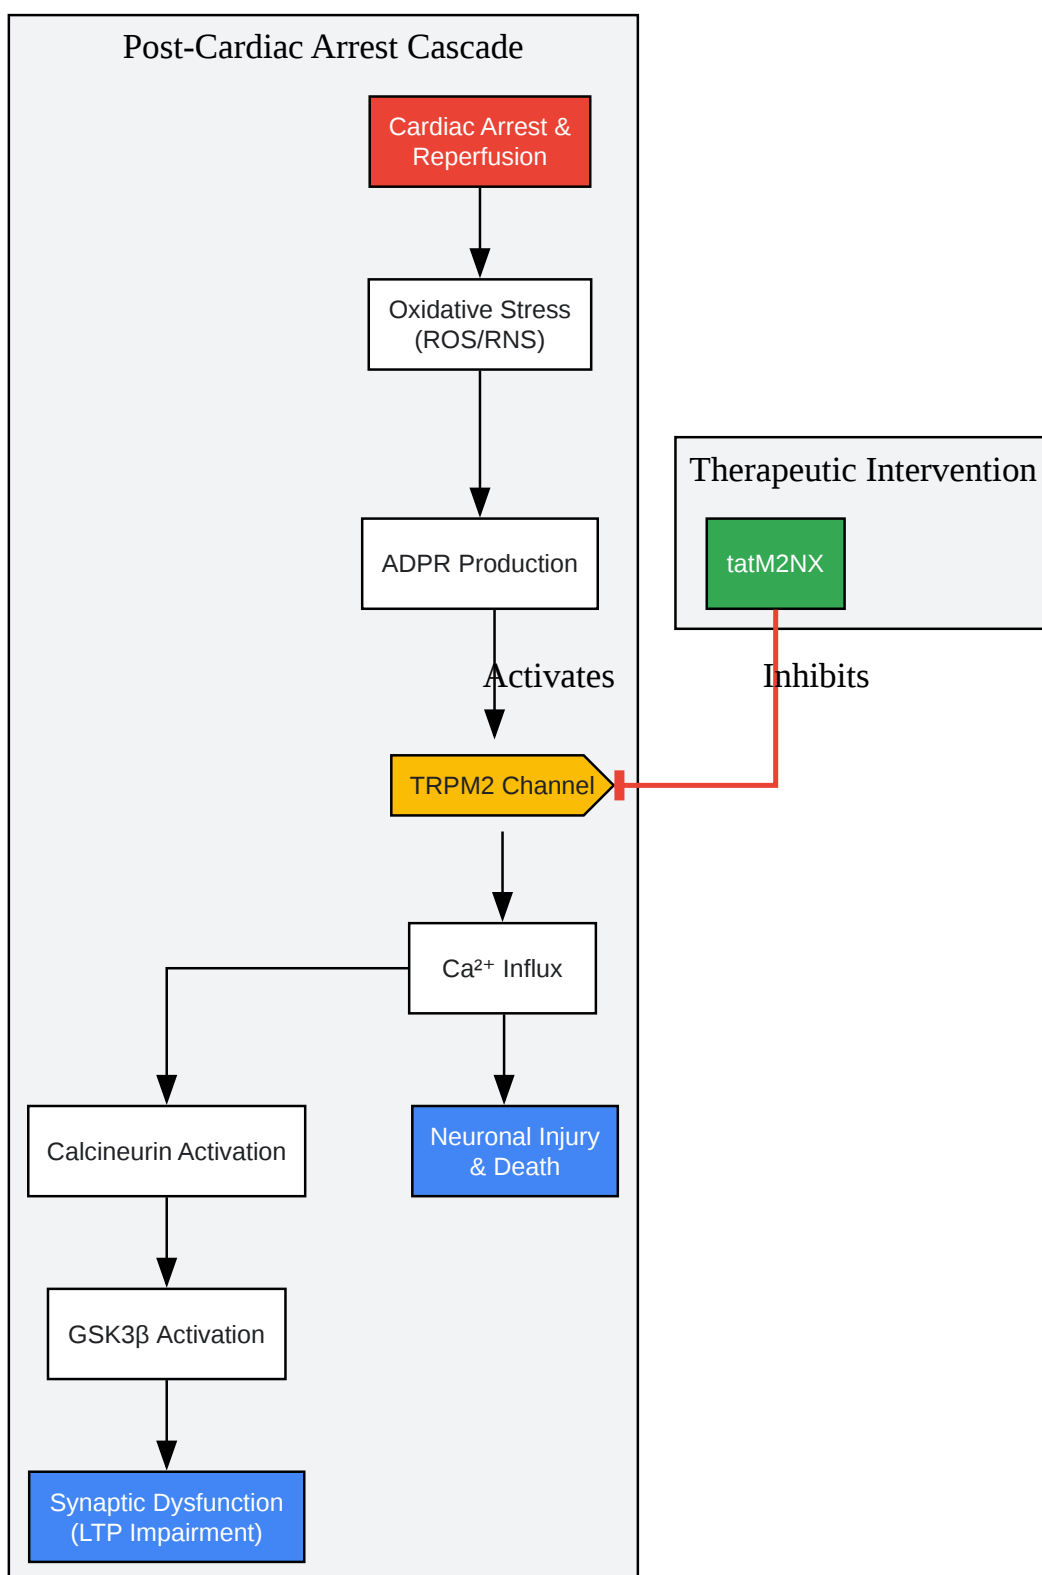 Post-Cardiac Arrest Cascade
Cardiac Arrest &
Reperfusion
Oxidative Stress
(ROS/RNS)
Therapeutic Intervention
ADPR Production
tatM2NX
Activates
Inhibits
TRPM2 Channel
Ca²⁺ Influx
Calcineurin Activation
Neuronal Injury
& Death
GSK3β Activation
Synaptic Dysfunction
(LTP Impairment)